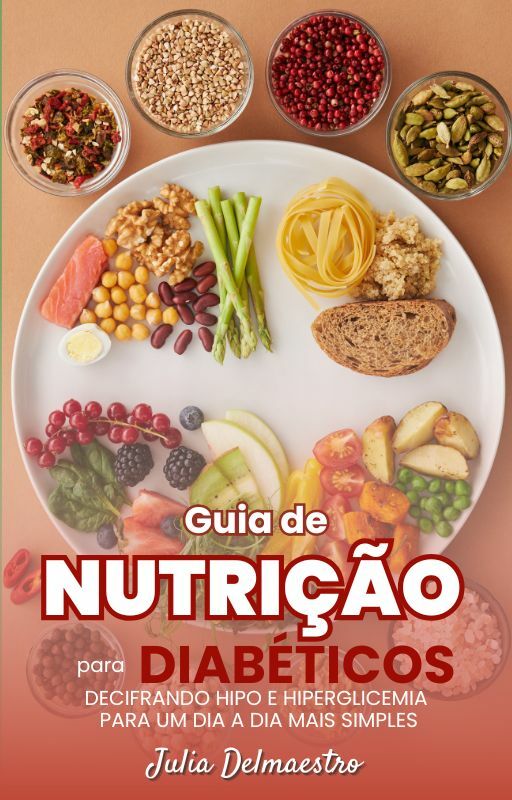 Guia de
NUTRIÇÃO
para DIABÉTICOS
DECIFRANDO HIPO E HIPERGLICEMIA
PARA UM DIA A DIA MAIS SIMPLES
Julia Delmaestro